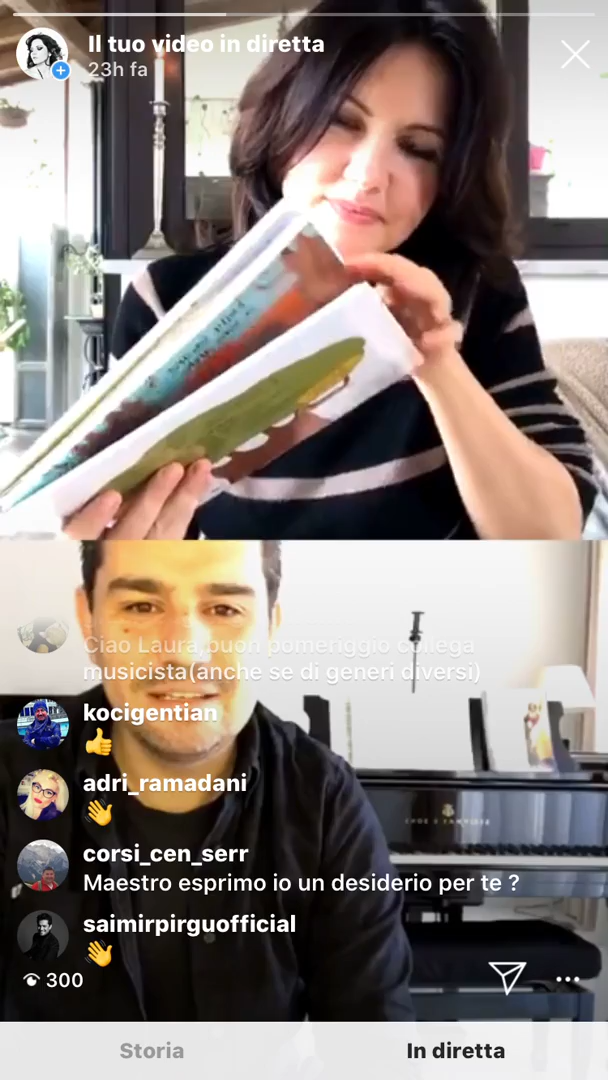 Il tuo video in diretta
23h fa
Ciao Laura,buon pomeriggio collega
musicista(anche se di generi diversi)
kocigentian
👍
adri_ramadani
👋
corsi_cen_serr
Maestro esprimo io un desiderio per te ?
saimirpirguofficial
👋
300
Storia
In diretta